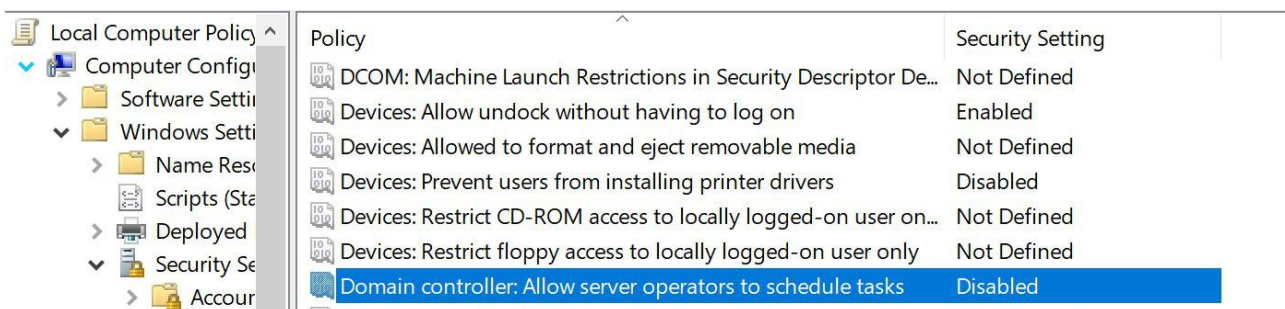 Local Computer Policy
Computer Configu
Software Settin
Windows Setti
Name Reso
Scripts (Sta
Deployed
Security Se
Accour
Policy Security Setting
DCOM: Machine Launch Restrictions in Security Descriptor De... Not Defined
Devices: Allow undock without having to log on Enabled
Devices: Allowed to format and eject removable media Not Defined
Devices: Prevent users from installing printer drivers Disabled
Devices: Restrict CD-ROM access to locally logged-on user on... Not Defined
Devices: Restrict floppy access to locally logged-on user only Not Defined
Domain controller: Allow server operators to schedule tasks Disabled